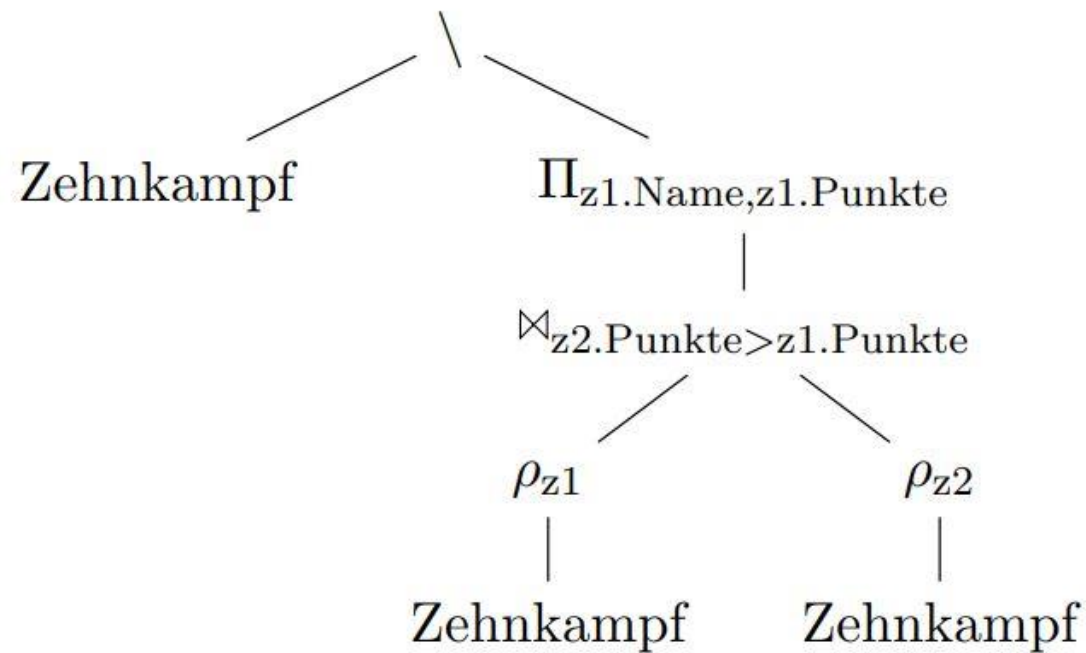 \
Zehnkampf Π_z1.Name,z1.Punkte
⋈_z2.Punkte>z1.Punkte
ρ_z1 ρ_z2
Zehnkampf Zehnkampf